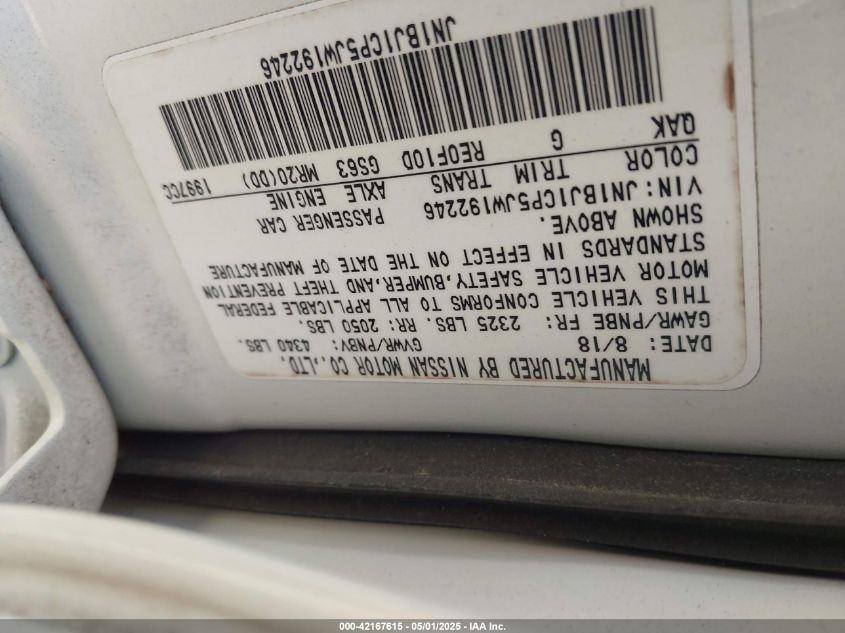 MANUFACTURED BY NISSAN MOTOR CO.,LTD.
DATE: 8/18 GVWR/PNBV: 4340 LBS.
GAWR/PNBE FR: 2325 LBS. RR: 2050 LBS.
THIS VEHICLE CONFORMS TO ALL APPLICABLE FEDERAL
MOTOR VEHICLE SAFETY,BUMPER,AND THEFT PREVENTION
STANDARDS IN EFFECT ON THE DATE OF MANUFACTURE
SHOWN ABOVE.
VIN: JN1BJ1CP5JW192246 PASSENGER CAR
COLOR TRIM TRANS AXLE ENGINE
QAK G RE0F10D GS63 MR20(DD) 1997CC
JN1BJ1CP5JW192246
000-42167615 - 05/01/2025 - IAA Inc.